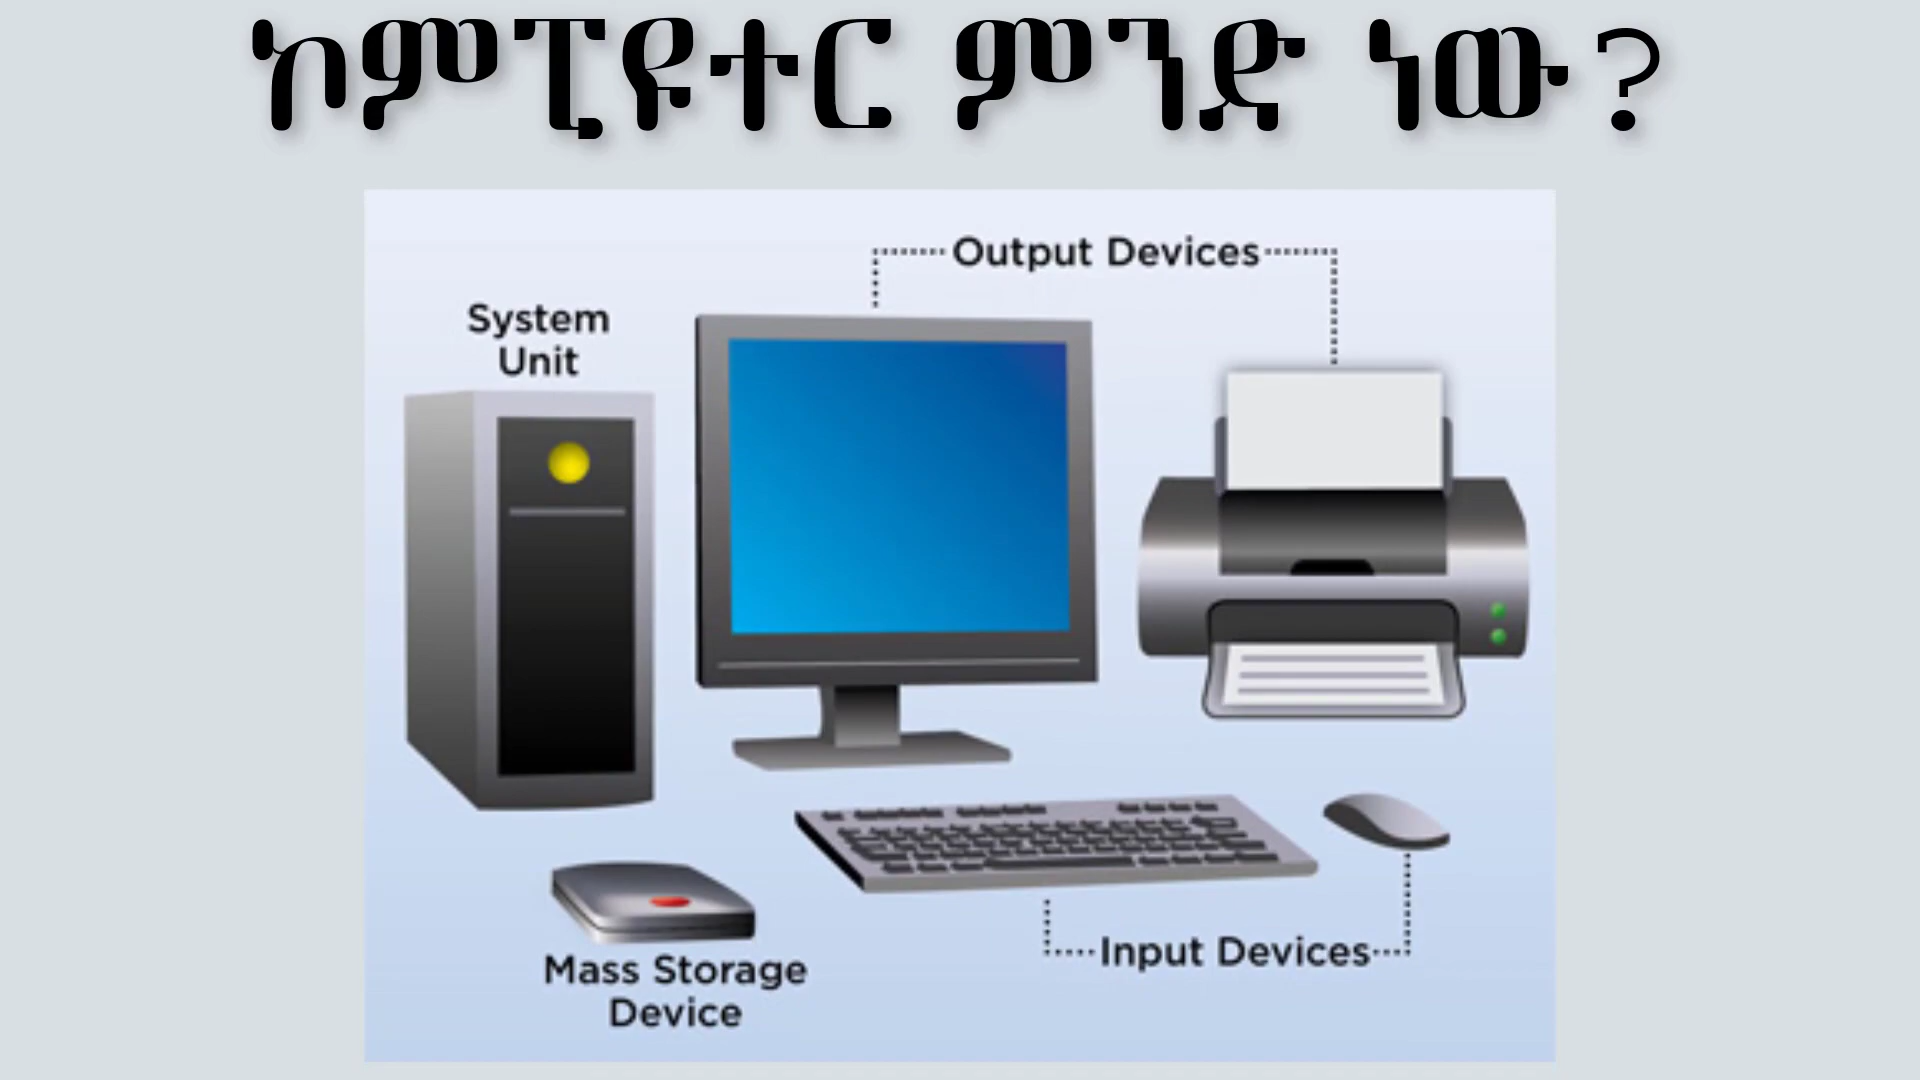 ኮምፒዩተር ምንድ ነው?
Output Devices
System
Unit
Input Devices
Mass Storage
Device